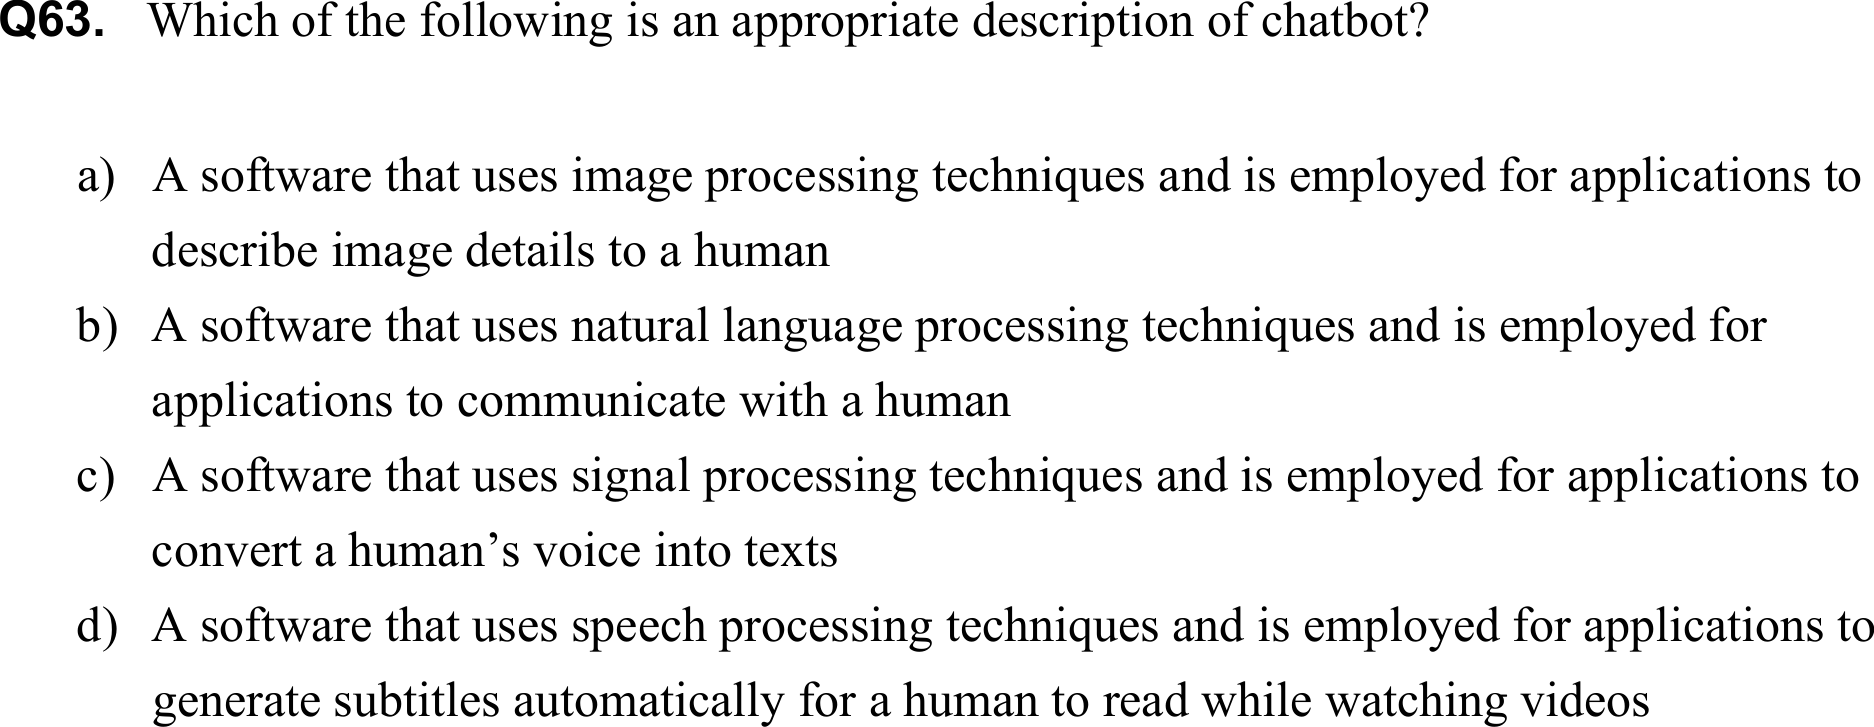 Q63. Which of the following is an appropriate description of chatbot?
a) A software that uses image processing techniques and is employed for applications to
describe image details to a human
b) A software that uses natural language processing techniques and is employed for
applications to communicate with a human
c) A software that uses signal processing techniques and is employed for applications to
convert a human’s voice into texts
d) A software that uses speech processing techniques and is employed for applications to
generate subtitles automatically for a human to read while watching videos